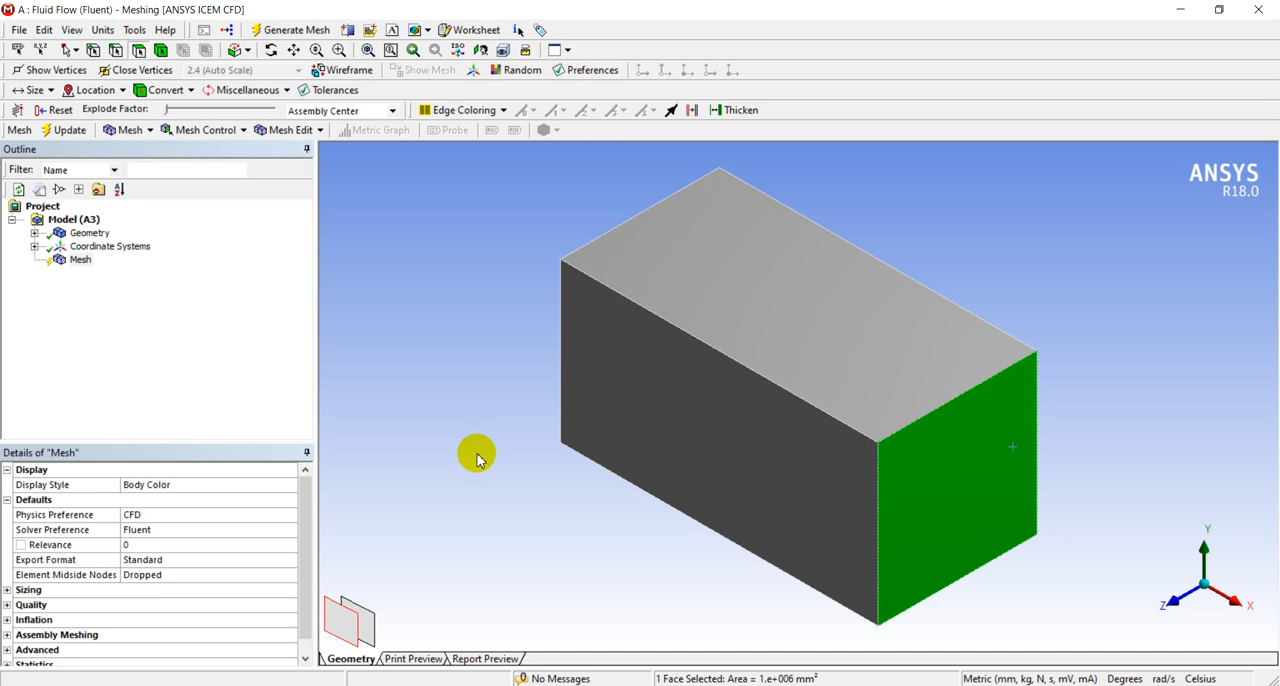 A : Fluid Flow (Fluent) - Meshing [ANSYS ICEM CFD]
File Edit View Units Tools Help Generate Mesh A Worksheet i
ISO
Show Vertices Close Vertices 2.4 (Auto Scale) Wireframe Show Mesh Random Preferences
Size Location Convert Miscellaneous Tolerances
Reset Explode Factor: Assembly Center Edge Coloring Thicken
Mesh Update Mesh Mesh Control Mesh Edit Metric Graph Probe
Outline
Filter: Name
Project
Model (A3)
Geometry
Coordinate Systems
Mesh
Details of "Mesh"
Display
Display Style Body Color
Defaults
Physics Preference CFD
Solver Preference Fluent
Relevance 0
Export Format Standard
Element Midside Nodes Dropped
Sizing
Quality
Inflation
Assembly Meshing
Advanced
Statistics
ANSYS
R18.0
Y
Z
X
Geometry Print Preview Report Preview
0 No Messages 1 Face Selected: Area = 1.e+006 mm² Metric (mm, kg, N, s, mV, mA) Degrees rad/s Celsius